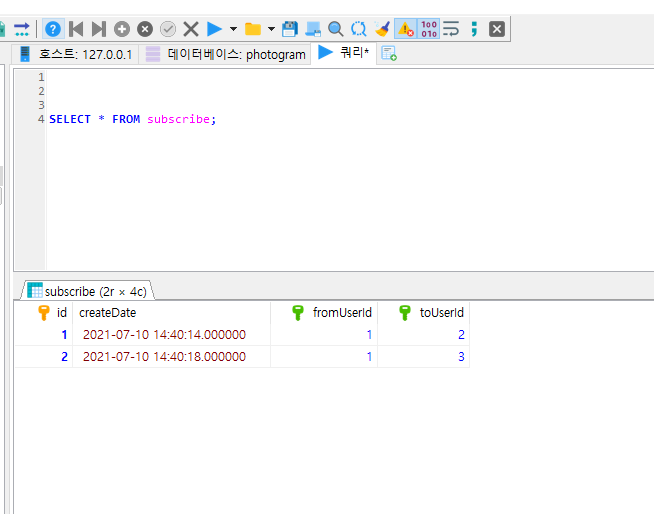 호스트: 127.0.0.1 데이터베이스: photogram 쿼리*
1
2
3
4 SELECT * FROM subscribe;
subscribe (2r × 4c)
id createDate fromUserId toUserId
1 2021-07-10 14:40:14.000000 1 2
2 2021-07-10 14:40:18.000000 1 3